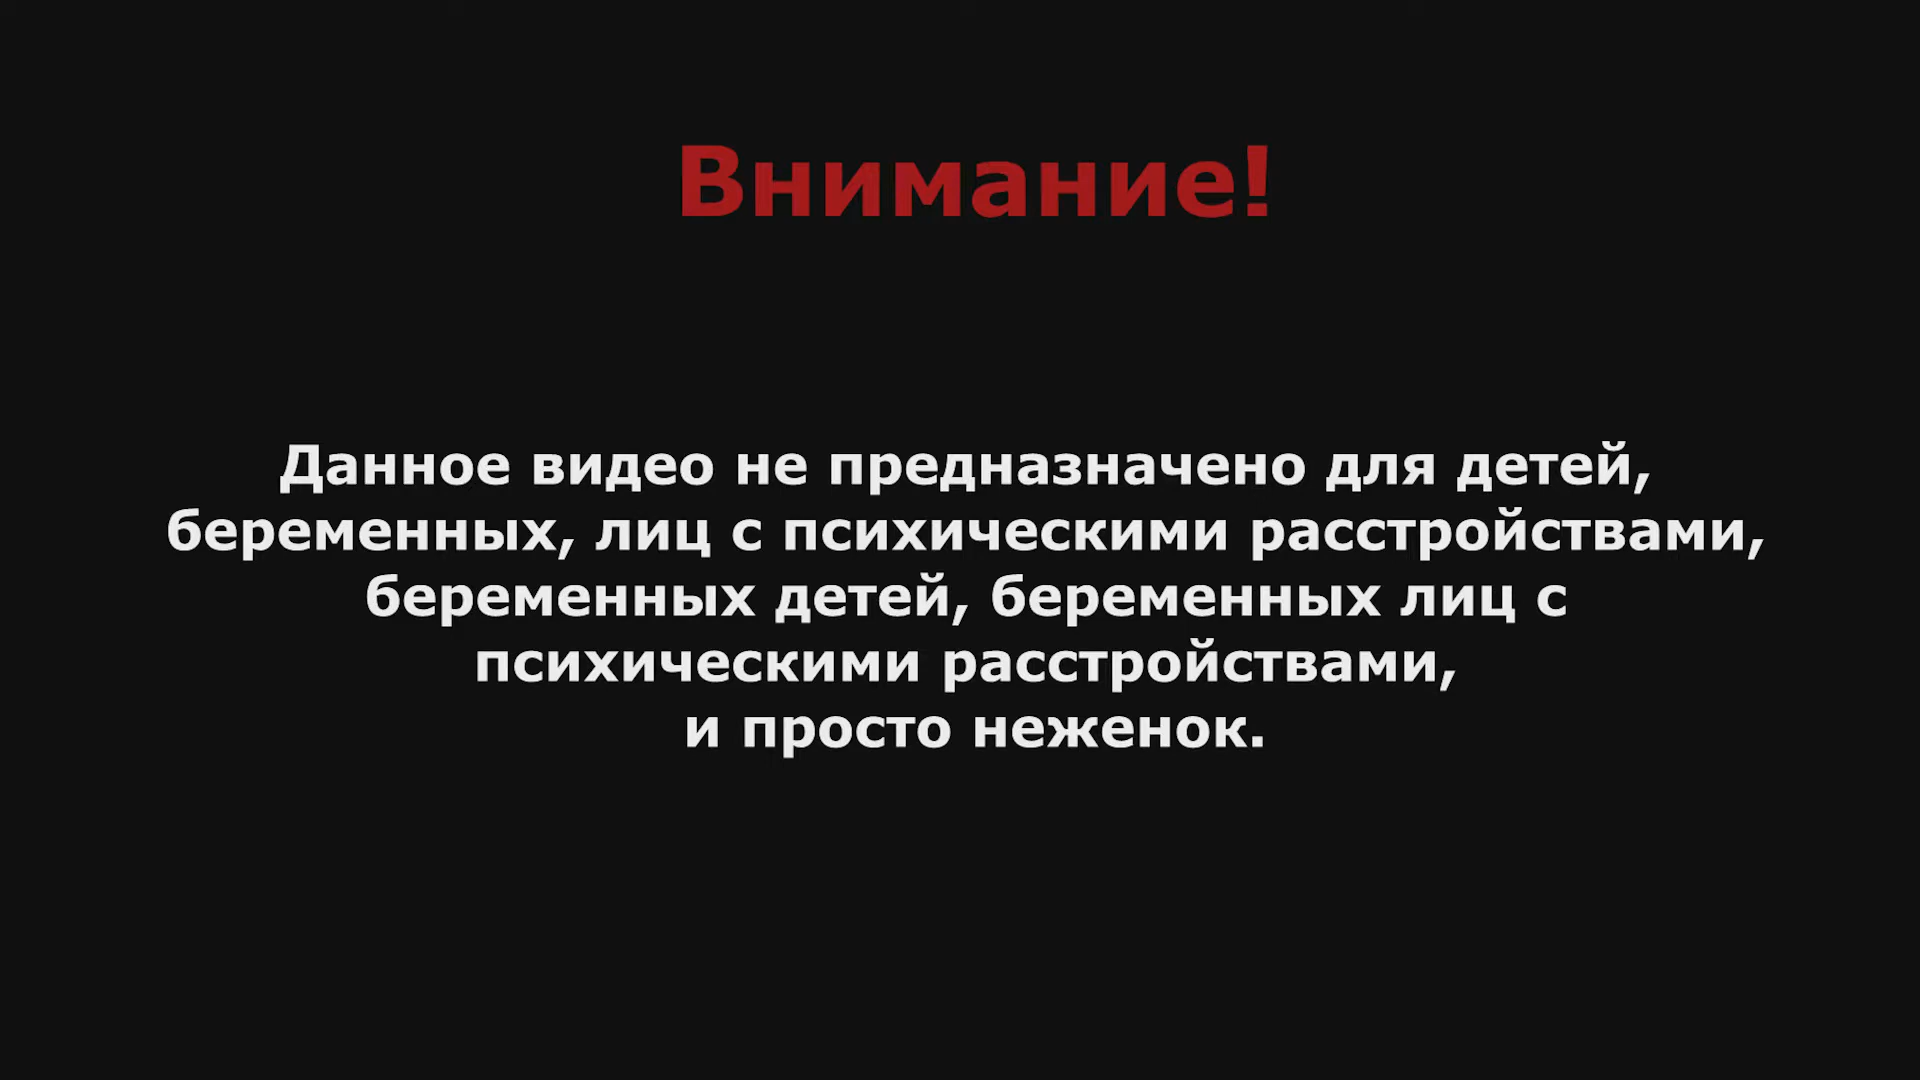 Внимание!
Данное видео не предназначено для детей,
беременных, лиц с психическими расстройствами,
беременных детей, беременных лиц с
психическими расстройствами,
и просто неженок.